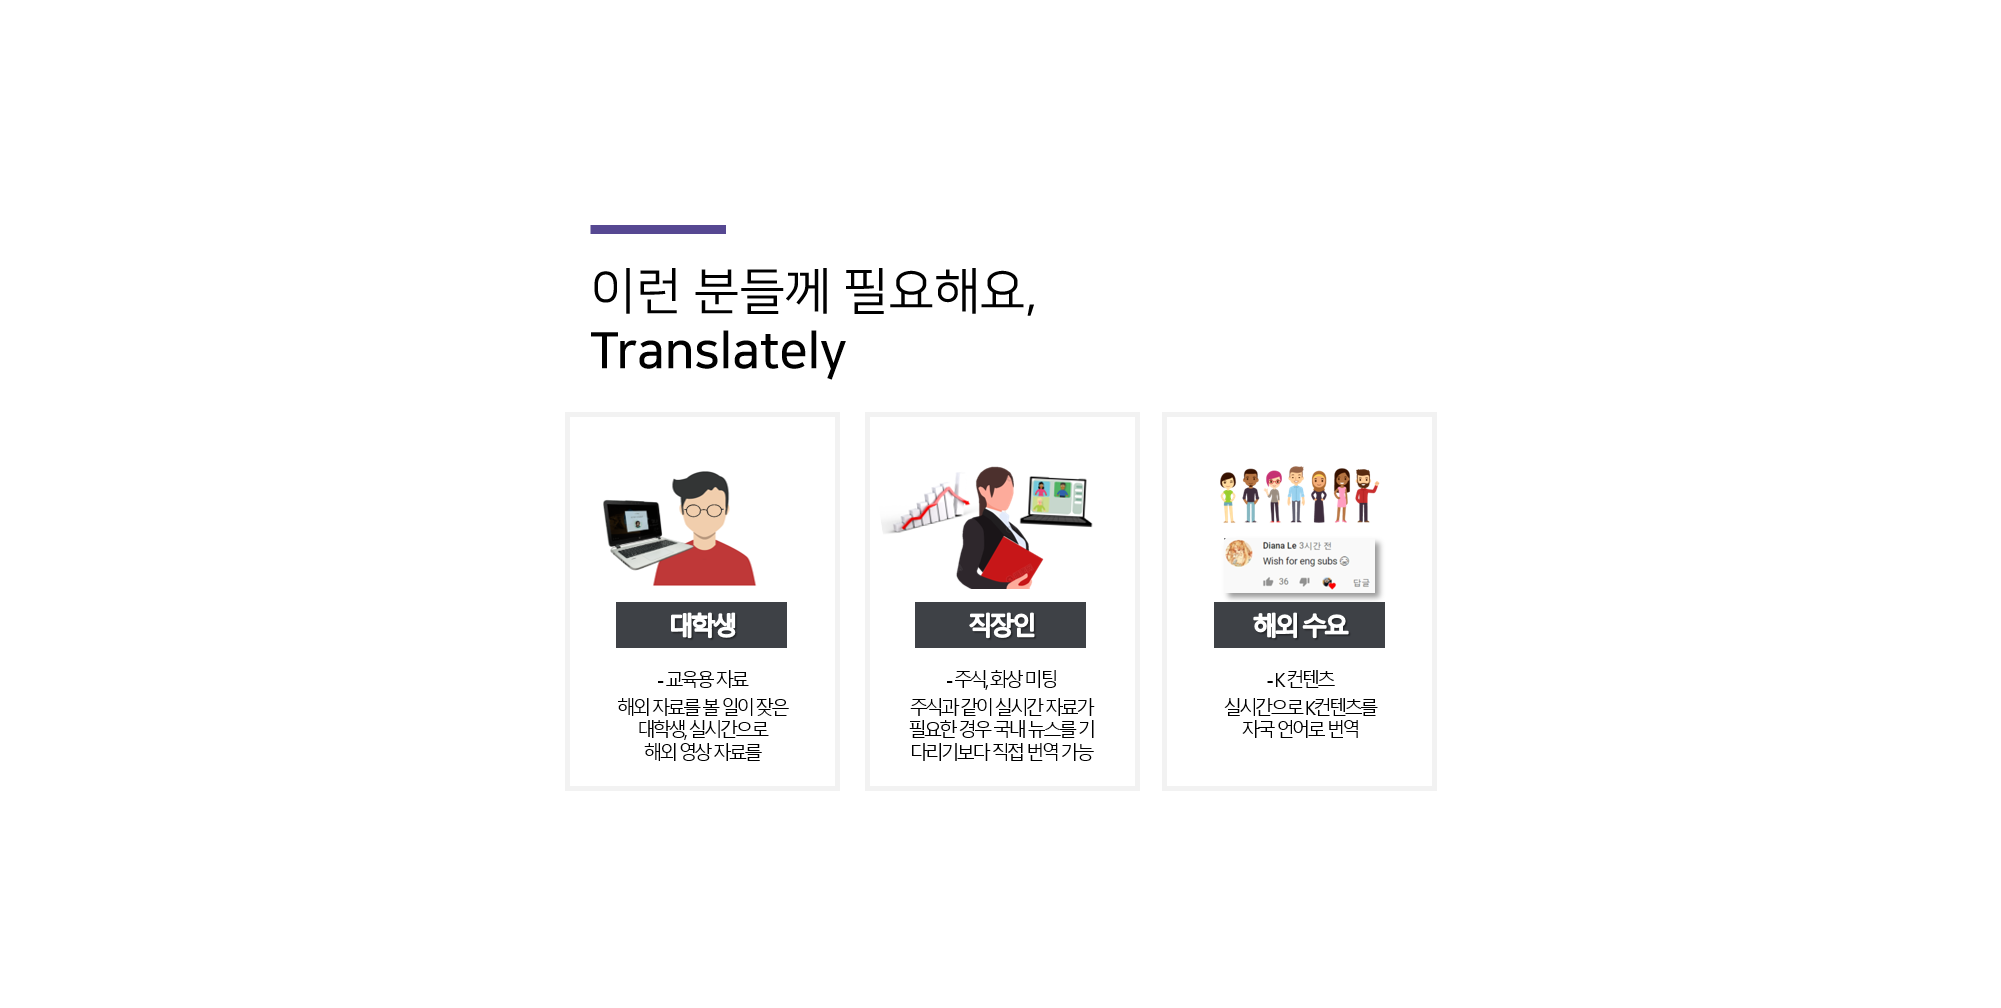 이런 분들께 필요해요,
Translately
대학생
- 교육용 자료
해외 자료를 볼 일이 잦은
대학생, 실시간으로
해외 영상 자료를
직장인
- 주식, 화상 미팅
주식과 같이 실시간 자료가
필요한 경우 국내 뉴스를 기
다리기보다 직접 번역 가능
Diana Le 3시간 전
Wish for eng subs
36 답글
해외 수요
- K 컨텐츠
실시간으로 K컨텐츠를
자국 언어로 번역